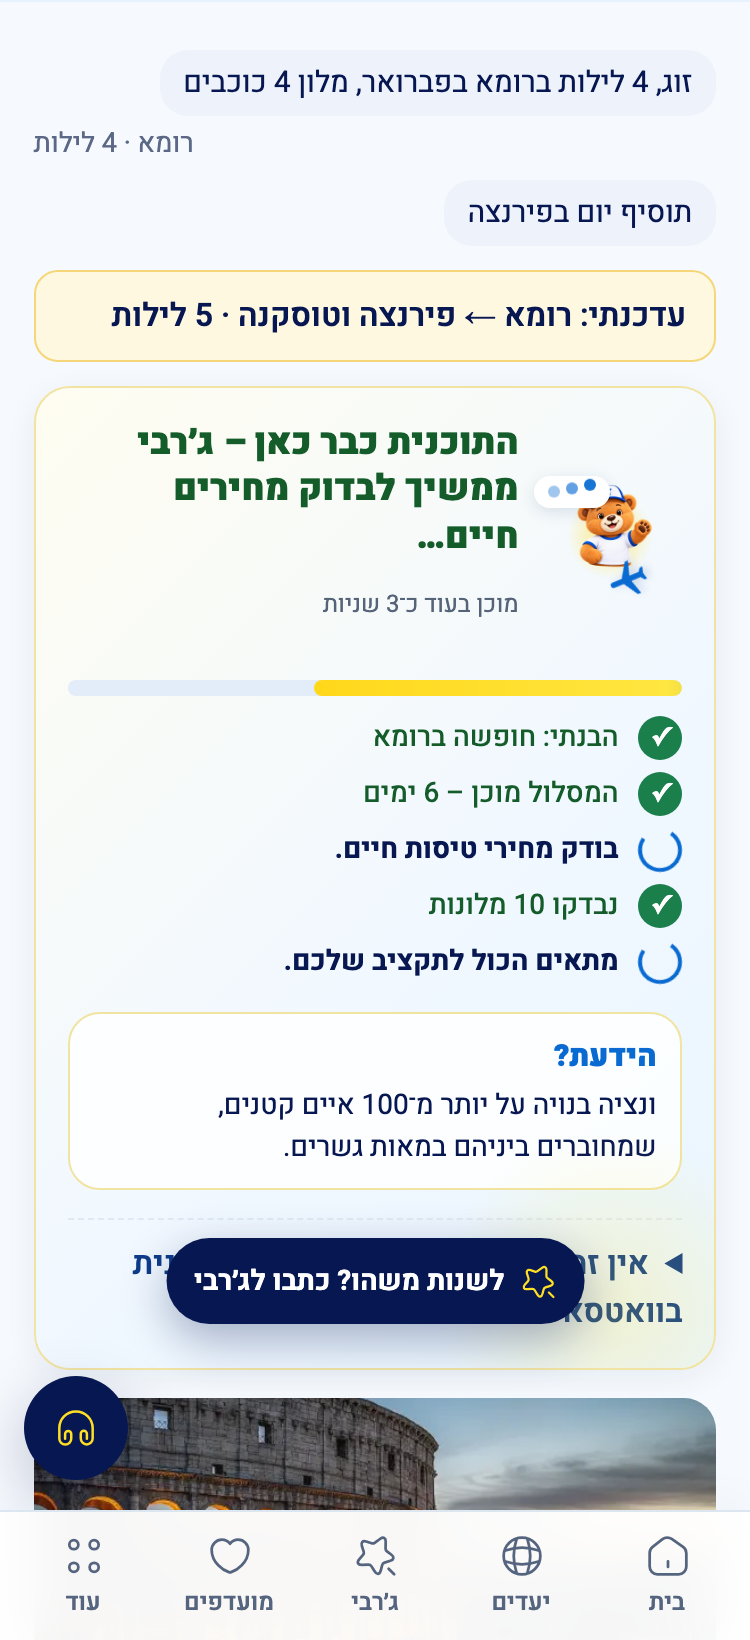 זוג, 4 לילות ברומא בפברואר, מלון 4 כוכבים
רומא · 4 לילות
תוסיף יום בפירנצה
עדכנתי: רומא ← פירנצה וטוסקנה · 5 לילות
התוכנית כבר כאן – ג׳רבי
ממשיך לבדוק מחירים
חיים…
מוכן בעוד כ־3 שניות
הבנתי: חופשה ברומא
המסלול מוכן – 6 ימים
בודק מחירי טיסות חיים.
נבדקו 10 מלונות
מתאים הכול לתקציב שלכם.
הידעת?
ונציה בנויה על יותר מ־100 איים קטנים,
שמחוברים ביניהם במאות גשרים.
◀ אין
לשנות משהו? כתבו לג׳רבי
בית
יעדים
ג׳רבי
מועדפים
עוד